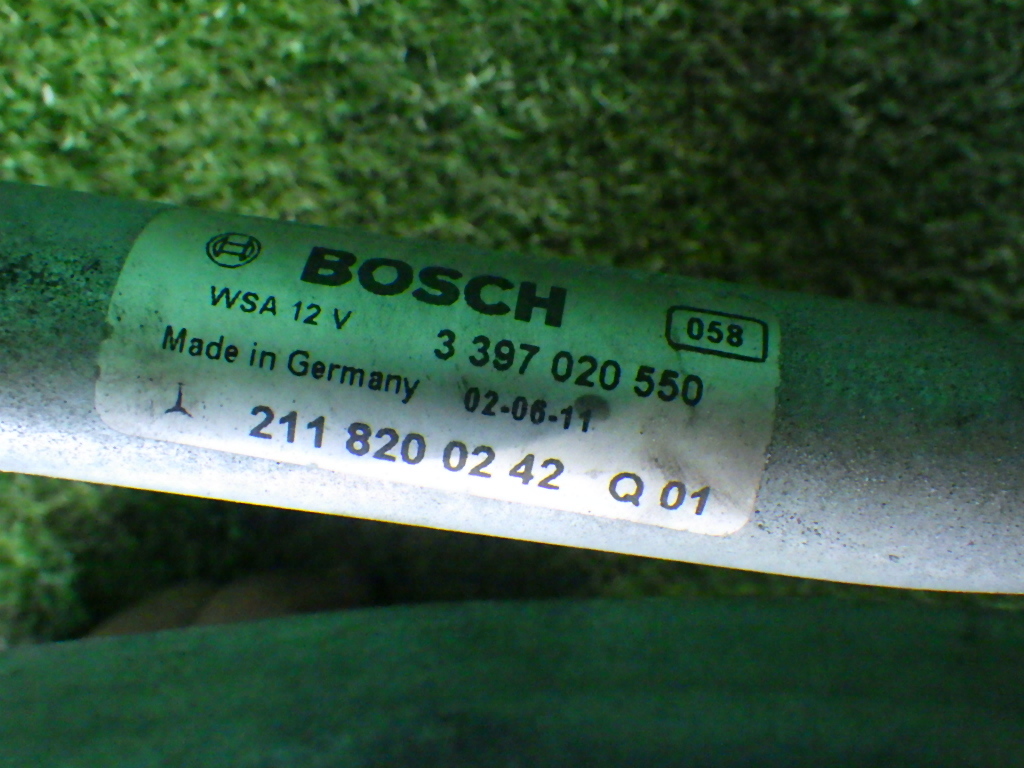 BOSCH
WSA 12 V
3 397 020 550
058
Made in Germany
02-06-11
211 820 02 42 Q 01